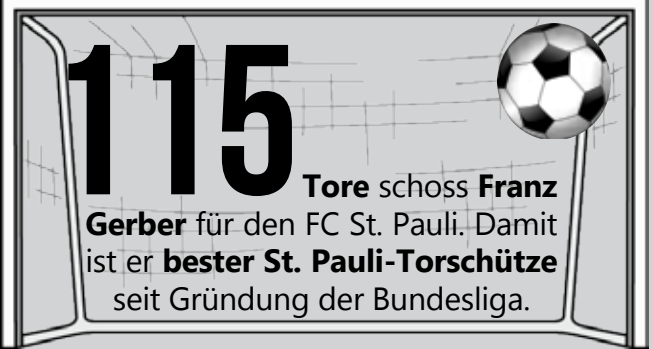 115
Tore schoss Franz
Gerber für den FC St. Pauli. Damit
ist er bester St. Pauli-Torschütze
seit Gründung der Bundesliga.